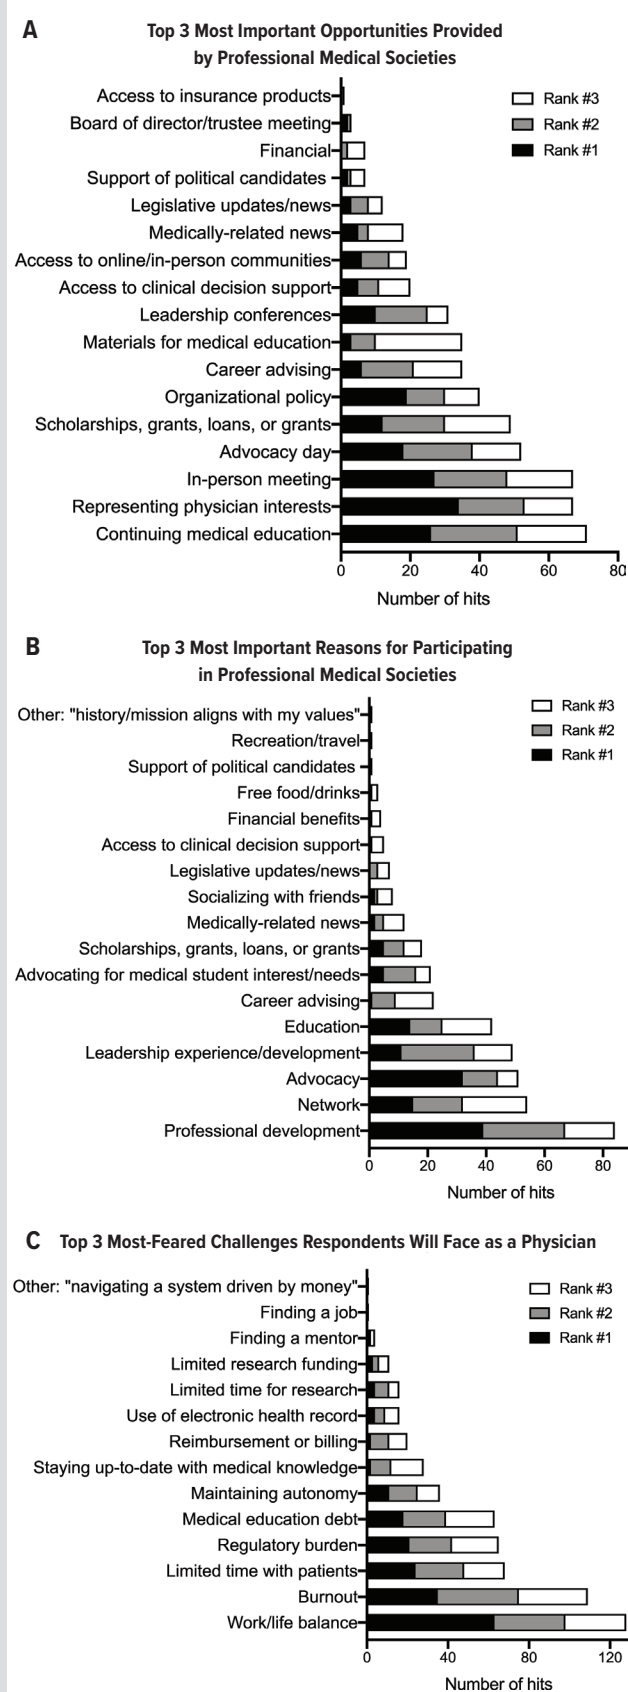 A
Top 3 Most Important Opportunities Provided
by Professional Medical Societies
Access to insurance products
Board of director/trustee meeting
Financial
Support of political candidates
Legislative updates/news
Medically-related news
Access to online/in-person communities
Access to clinical decision support
Leadership conferences
Materials for medical education
Career advising
Organizational policy
Scholarships, grants, loans, or grants
Advocacy day
In-person meeting
Representing physician interests
Continuing medical education
Rank #3
Rank #2
Rank #1
0 20 40 60 80
Number of hits
B
Top 3 Most Important Reasons for Participating
in Professional Medical Societies
Other: "history/mission aligns with my values"
Recreation/travel
Support of political candidates
Free food/drinks
Financial benefits
Access to clinical decision support
Legislative updates/news
Socializing with friends
Medically-related news
Scholarships, grants, loans, or grants
Advocating for medical student interest/needs
Career advising
Education
Leadership experience/development
Advocacy
Network
Professional development
Rank #3
Rank #2
Rank #1
0 20 40 60 80
Number of hits
C
Top 3 Most-Feared Challenges Respondents Will Face as a Physician
Other: "navigating a system driven by money"
Finding a job
Finding a mentor
Limited research funding
Limited time for research
Use of electronic health record
Reimbursement or billing
Staying up-to-date with medical knowledge
Maintaining autonomy
Medical education debt
Regulatory burden
Limited time with patients
Burnout
Work/life balance
Rank #3
Rank #2
Rank #1
0 40 80 120
Number of hits